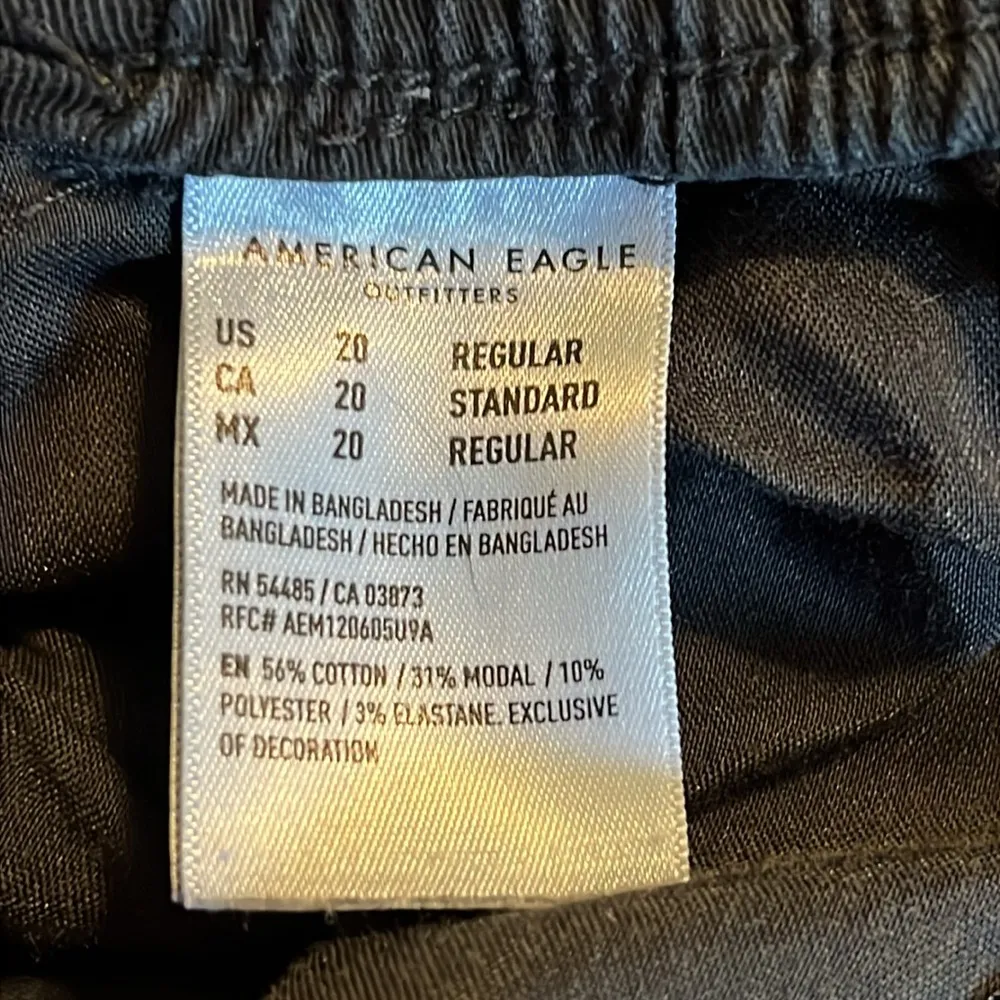 AMERICAN EAGLE
OUTFITTERS
US 20 REGULAR
CA 20 STANDARD
MX 20 REGULAR
MADE IN BANGLADESH / FABRIQUÉ AU
BANGLADESH / HECHO EN BANGLADESH
RN 54485 / CA 03873
RFC# AEM120605U9A
EN 56% COTTON / 31% MODAL / 10%
POLYESTER / 3% ELASTANE. EXCLUSIVE
OF DECORATION